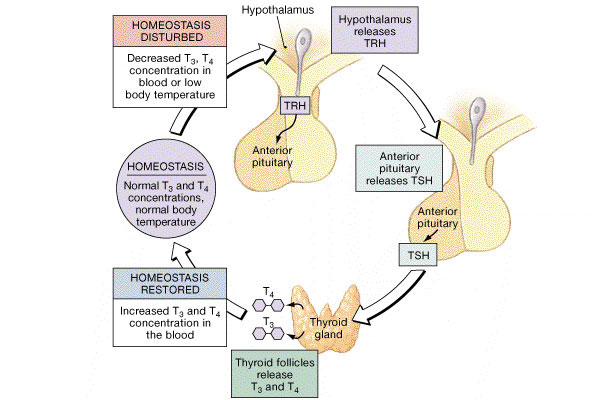 HOMEOSTASIS
DISTURBED
Decreased T3, T4
concentration in
blood or low
body temperature
Hypothalamus
Hypothalamus
releases
TRH
TRH
Anterior
pituitary
Anterior
pituitary
releases TSH
Anterior
pituitary
TSH
HOMEOSTASIS
Normal T3 and T4
concentrations,
normal body
temperature
HOMEOSTASIS
RESTORED
Increased T3 and T4
concentration in
the blood
T4
T3
Thyroid
gland
Thyroid follicles
release
T3 and T4